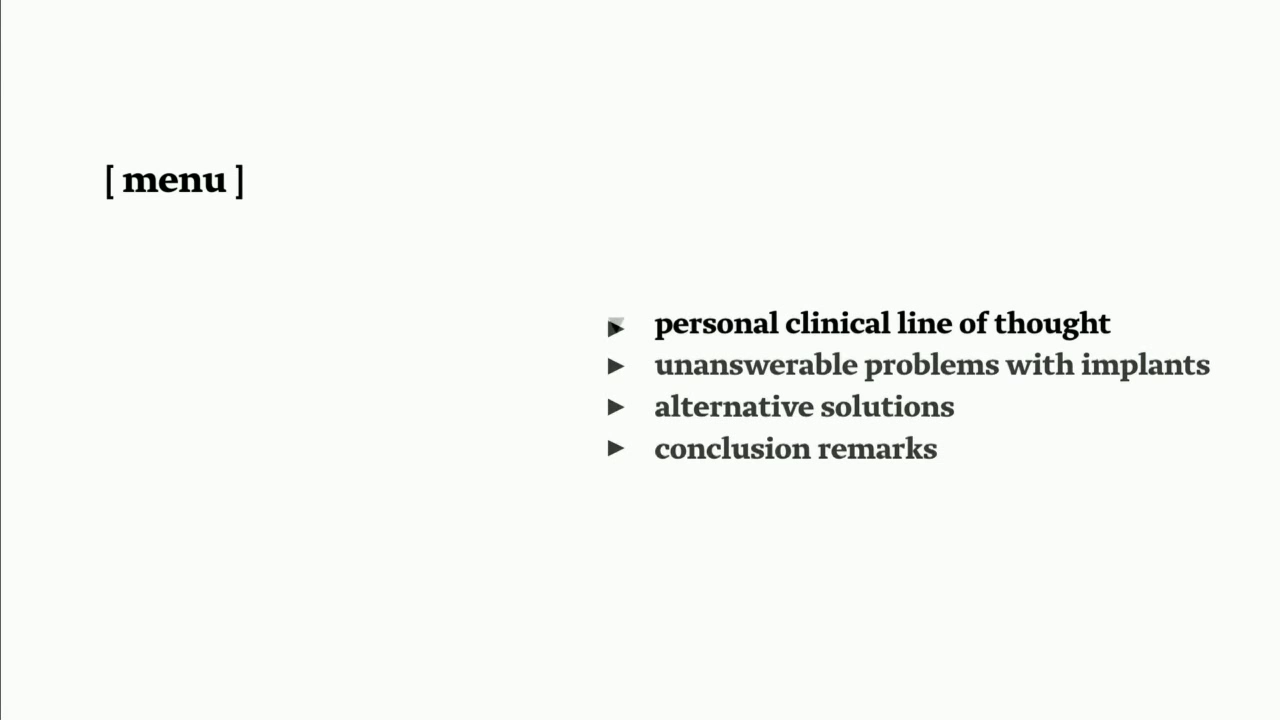 [ menu ]
► personal clinical line of thought
► unanswerable problems with implants
► alternative solutions
► conclusion remarks